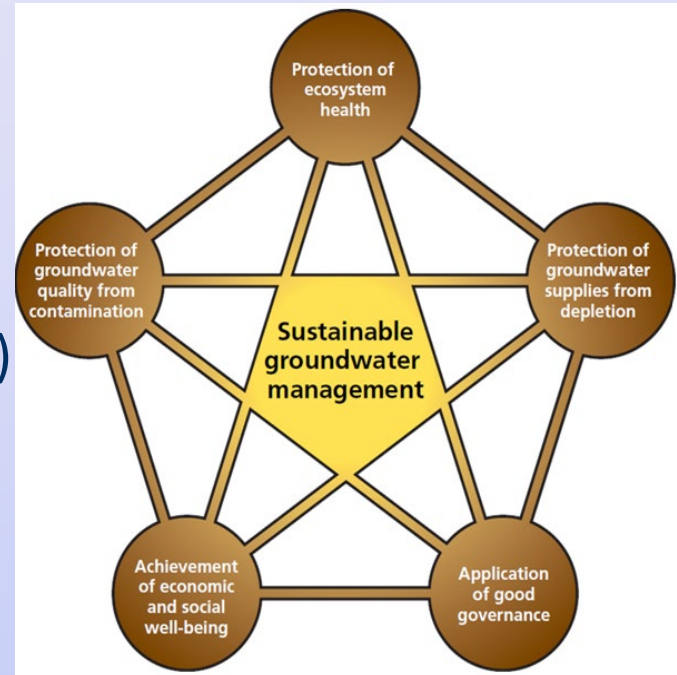 Protection of
ecosystem
health
Protection of
groundwater
quality from
contamination
Protection of
groundwater
supplies from
depletion
)
Sustainable
groundwater
management
Achievement
of economic
and social
well-being
Application
of good
governance